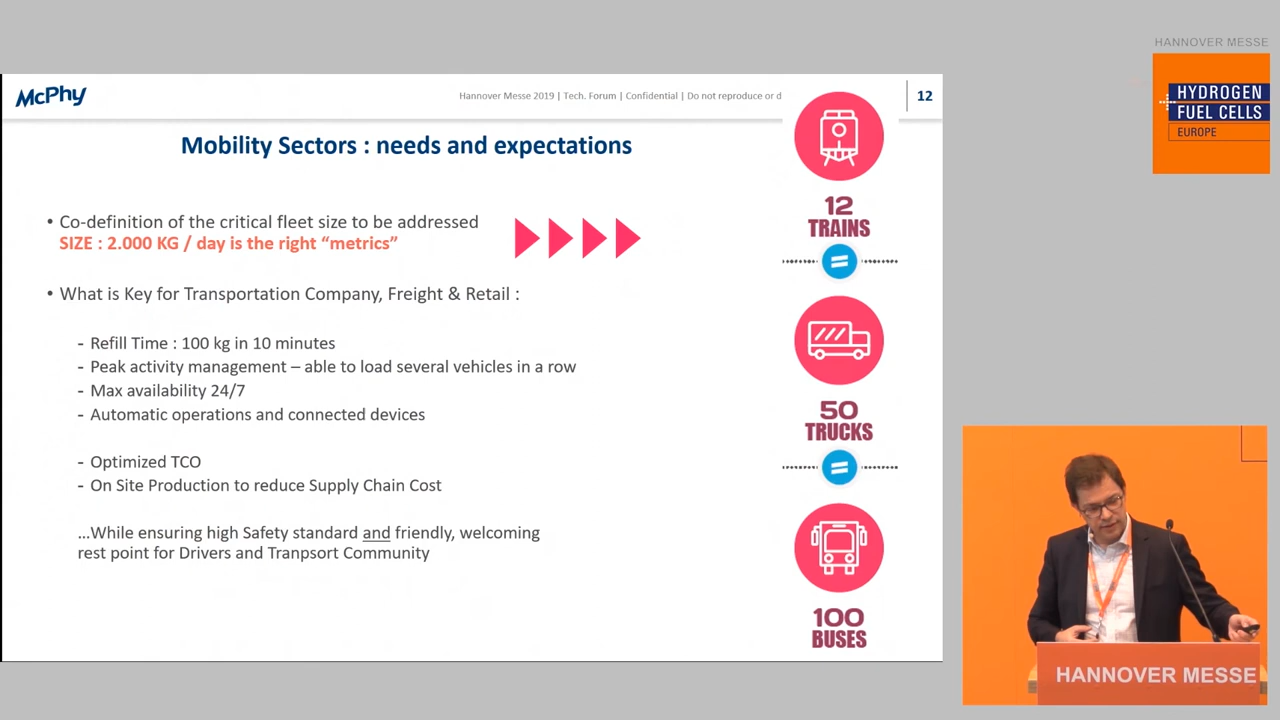 HANNOVER MESSE
HYDROGEN
FUEL CELLS
EUROPE
McPhy
Hannover Messe 2019 | Tech. Forum | Confidential | Do not reproduce or d
12
Mobility Sectors : needs and expectations
• Co-definition of the critical fleet size to be addressed
SIZE : 2.000 KG / day is the right “metrics”
• What is Key for Transportation Company, Freight & Retail :
- Refill Time : 100 kg in 10 minutes
- Peak activity management – able to load several vehicles in a row
- Max availability 24/7
- Automatic operations and connected devices
- Optimized TCO
- On Site Production to reduce Supply Chain Cost
...While ensuring high Safety standard and friendly, welcoming
rest point for Drivers and Tranpsort Community
12
TRAINS
=
50
TRUCKS
=
100
BUSES
HANNOVER MESSE